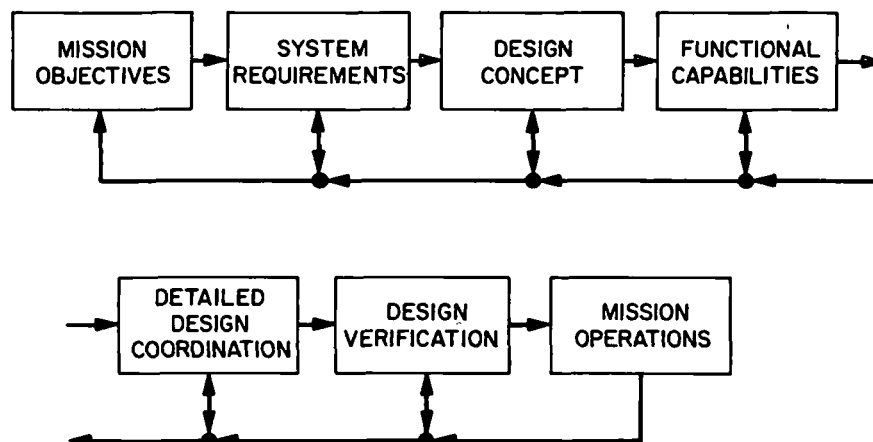 MISSION
OBJECTIVES
SYSTEM
REQUIREMENTS
DESIGN
CONCEPT
FUNCTIONAL
CAPABILITIES
DETAILED
DESIGN
COORDINATION
DESIGN
VERIFICATION
MISSION
OPERATIONS